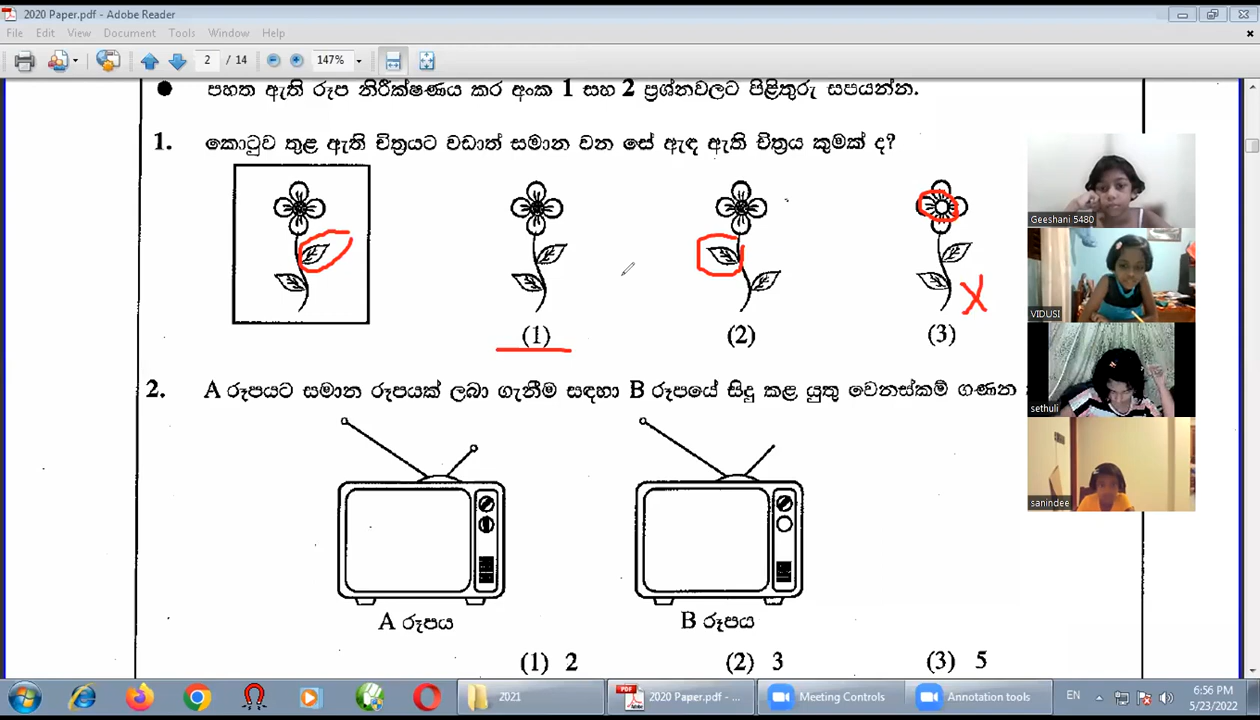 2020 Paper.pdf - Adobe Reader
File Edit View Document Tools Window Help
2 / 14 147%
පහත ඇති රූප නිරීක්ෂණය කර අංක 1 සහ 2 ප්‍රශ්නවලට පිළිතුරු සපයන්න.
1. කොටුව තුළ ඇති චිත්‍රයට වඩාත් සමාන වන සේ ඇඳ ඇති චිත්‍රය කුමක් ද?
(1) (2) (3)
Geeshani 5480
VIDUSI
sethuli
sanindee
2. A රූපයට සමාන රූපයක් ලබා ගැනීම සඳහා B රූපයේ සිදු කළ යුතු වෙනස්කම් ගණන
A රූපය B රූපය
(1) 2 (2) 3 (3) 5
2021 2020 Paper.pdf - ... Meeting Controls Annotation tools EN 6:56 PM
5/23/2022